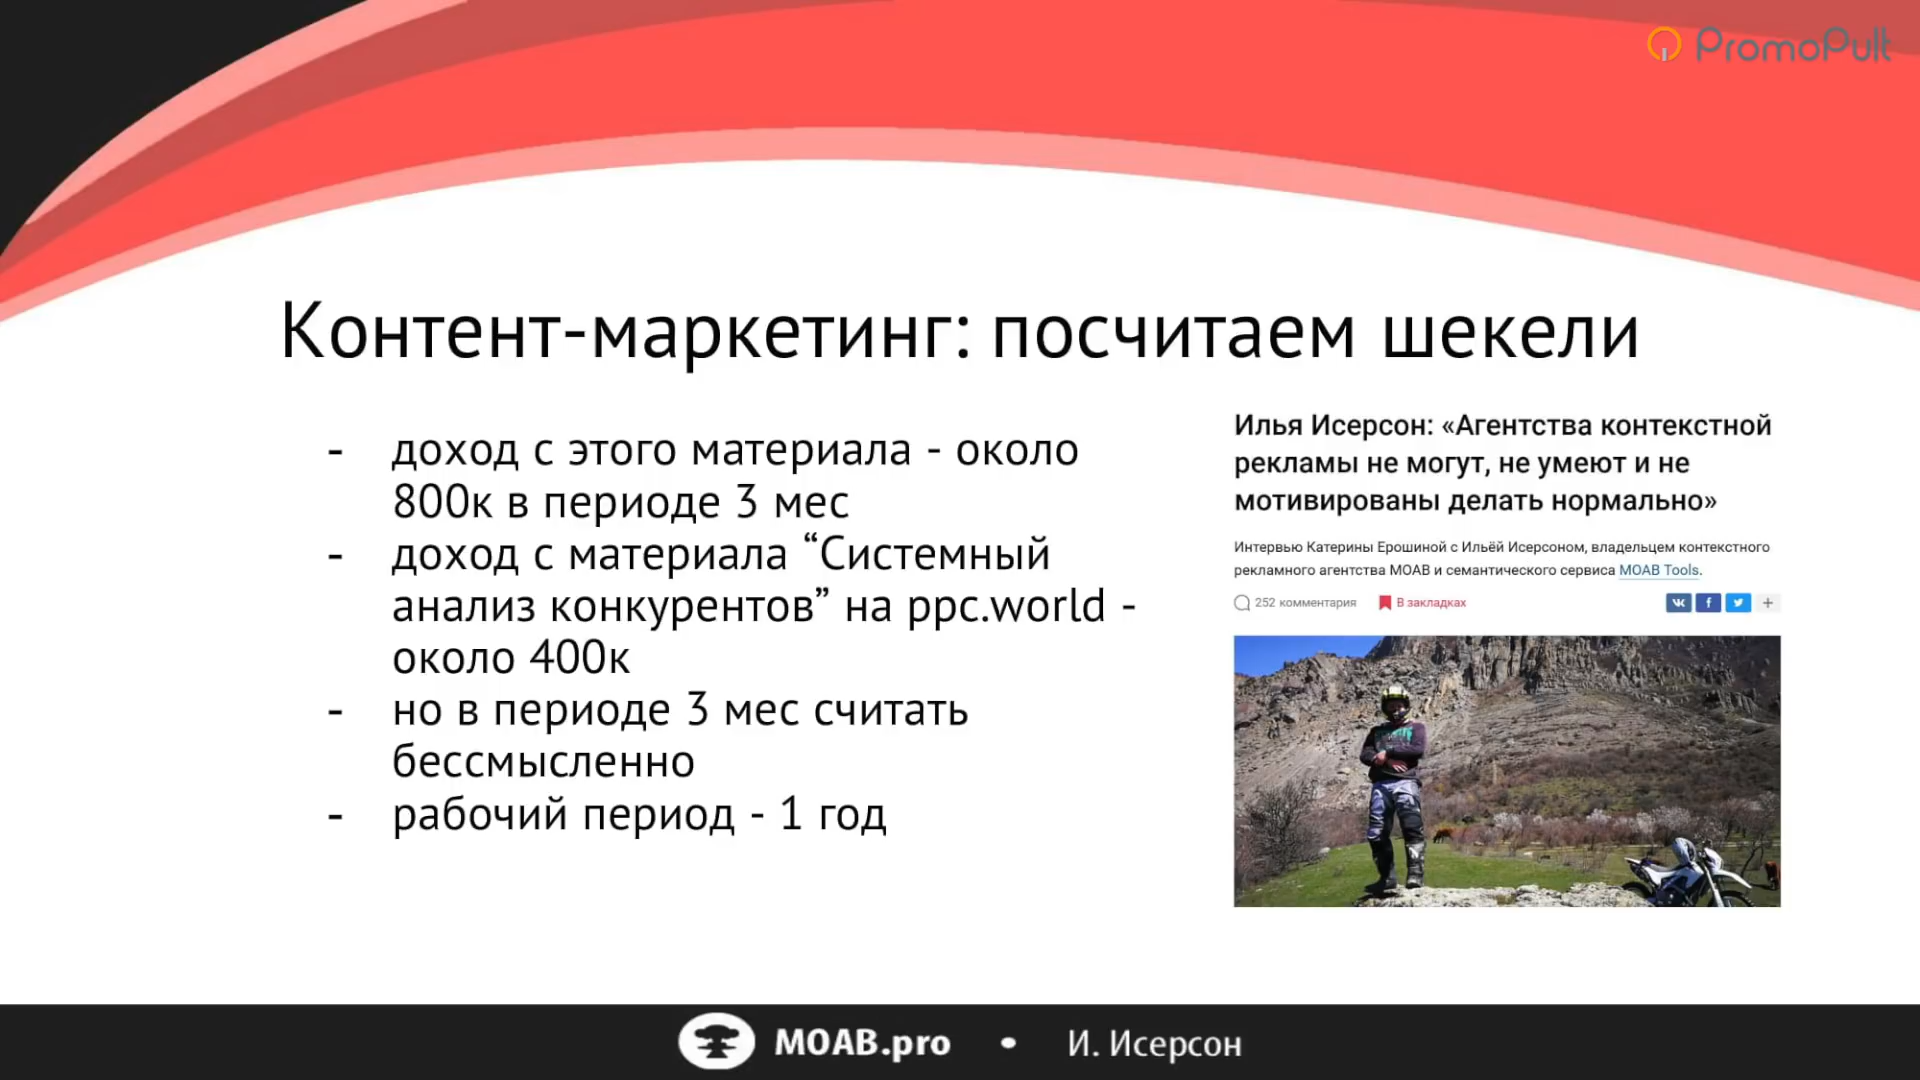 PromoPult
Контент-маркетинг: посчитаем шекели
- доход с этого материала - около
800к в периоде 3 мес
- доход с материала “Системный
анализ конкурентов” на ppc.world -
около 400к
- но в периоде 3 мес считать
бессмысленно
- рабочий период - 1 год
Илья Исерсон: «Агентства контекстной
рекламы не могут, не умеют и не
мотивированы делать нормально»
Интервью Катерины Ерошиной с Ильёй Исерсоном, владельцем контекстного
рекламного агентства МОАВ и семантического сервиса MOAB Tools.
252 комментария В закладках
MOAB.pro • И. Исерсон